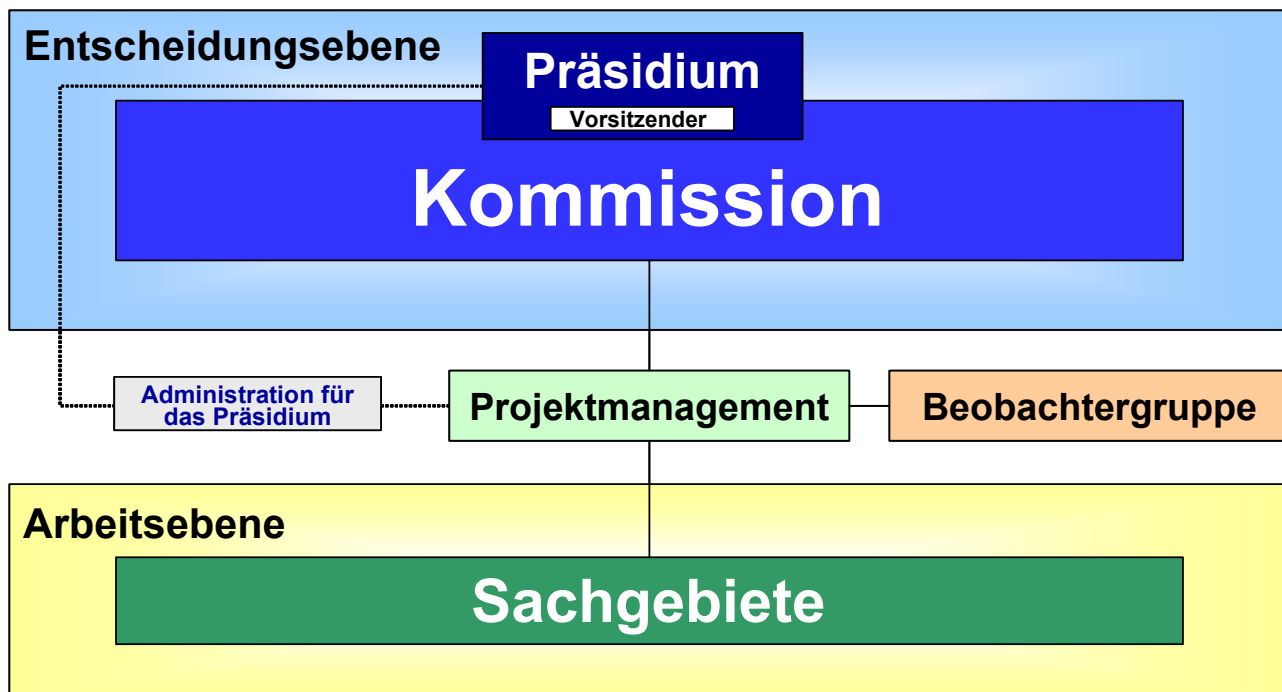 Entscheidungsebene
Präsidium
Vorsitzender
Kommission
Administration für
das Präsidium
Projektmanagement
Beobachtergruppe
Arbeitsebene
Sachgebiete